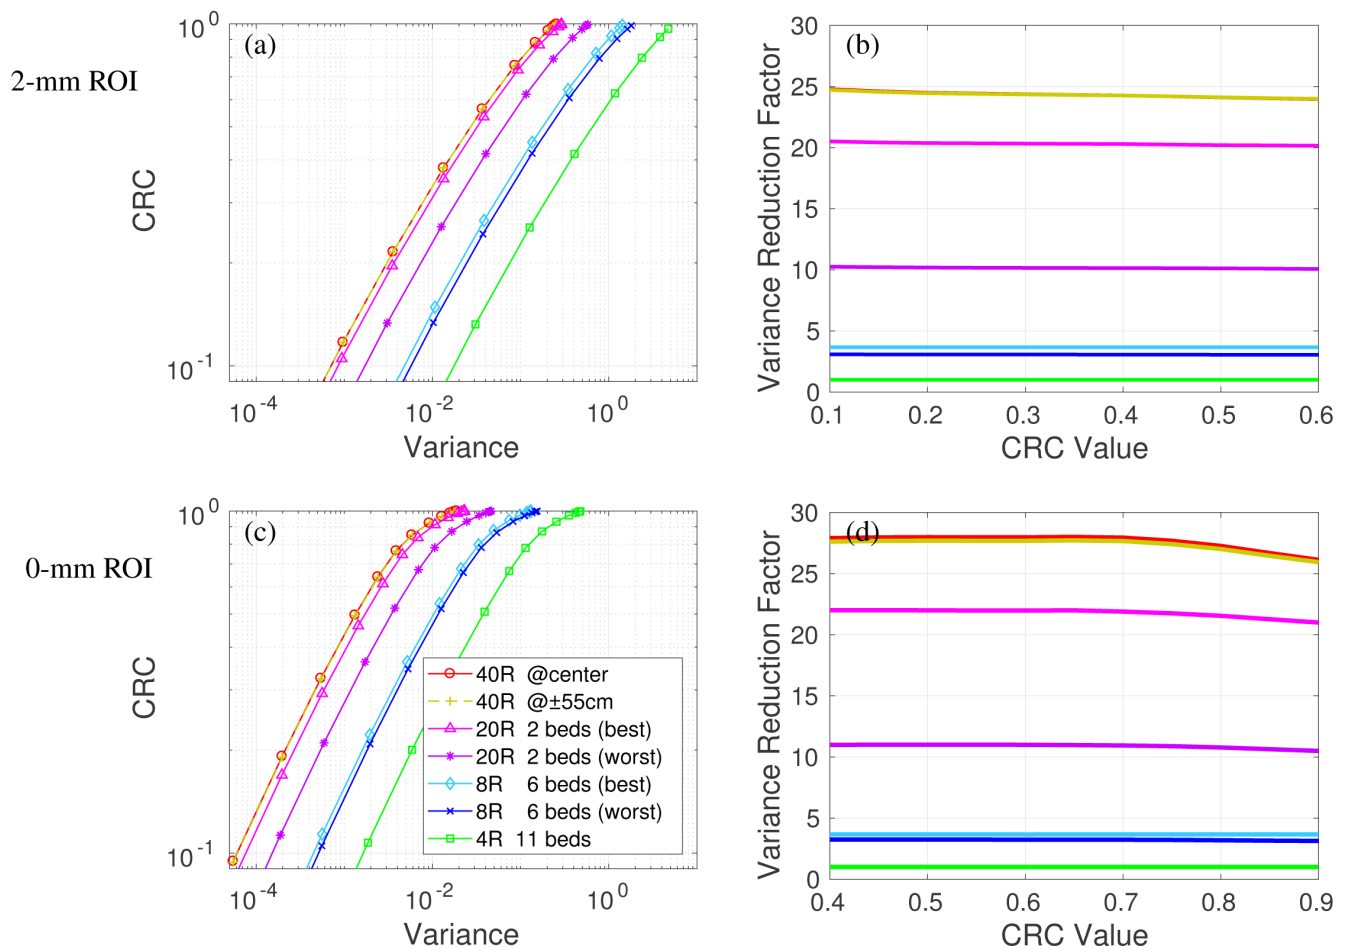 2-mm ROI
(a)
10^0
10^-1
CRC
10^-4
10^-2
10^0
Variance
(b)
30
25
20
15
10
5
0
Variance Reduction Factor
0.1
0.2
0.3
0.4
0.5
0.6
CRC Value
0-mm ROI
(c)
10^0
10^-1
CRC
40R @center
40R @±55cm
20R 2 beds (best)
20R 2 beds (worst)
8R 6 beds (best)
8R 6 beds (worst)
4R 11 beds
10^-4
10^-2
10^0
Variance
(d)
30
25
20
15
10
5
0
Variance Reduction Factor
0.4
0.5
0.6
0.7
0.8
0.9
CRC Value